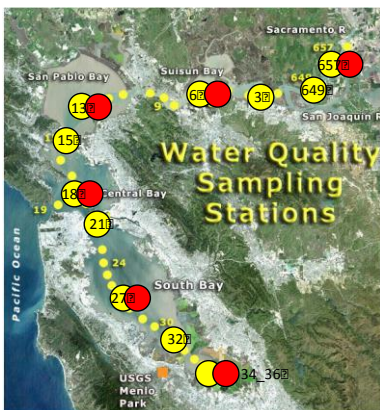 Sacramento R
657
657
San Pablo Bay
Suisun Bay
649
13
9
6
3
649
San Joaquin R
15
Water Quality
Sampling
Stations
18
Central Bay
19
21
Pacific Ocean
24
South Bay
27
30
32
34_36
USGS
Menlo
Park